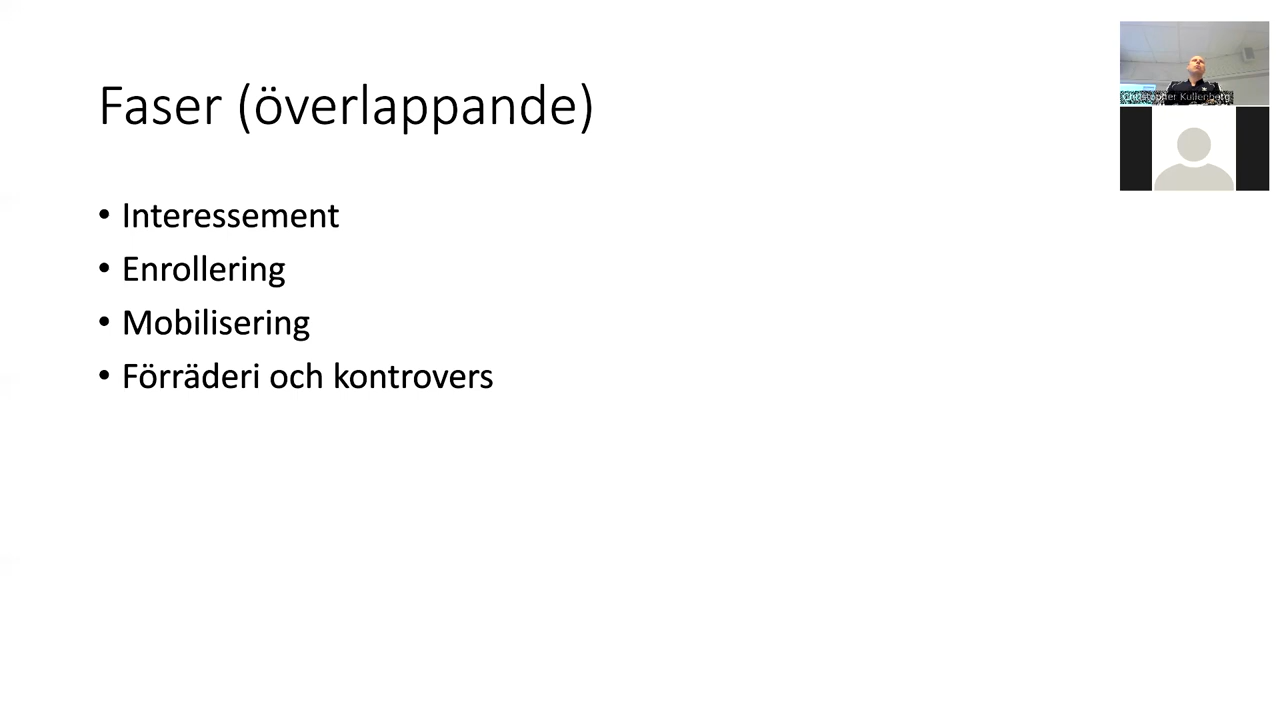 Faser (överlappande)
• Interessement
• Enrollering
• Mobilisering
• Förräderi och kontrovers
Christopher Kullenberg